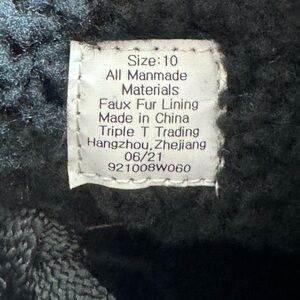 Size:10
All Manmade
Materials
Faux Fur Lining
Made in China
Triple T Trading
Hangzhou,Zhejiang
06/21
921008W060